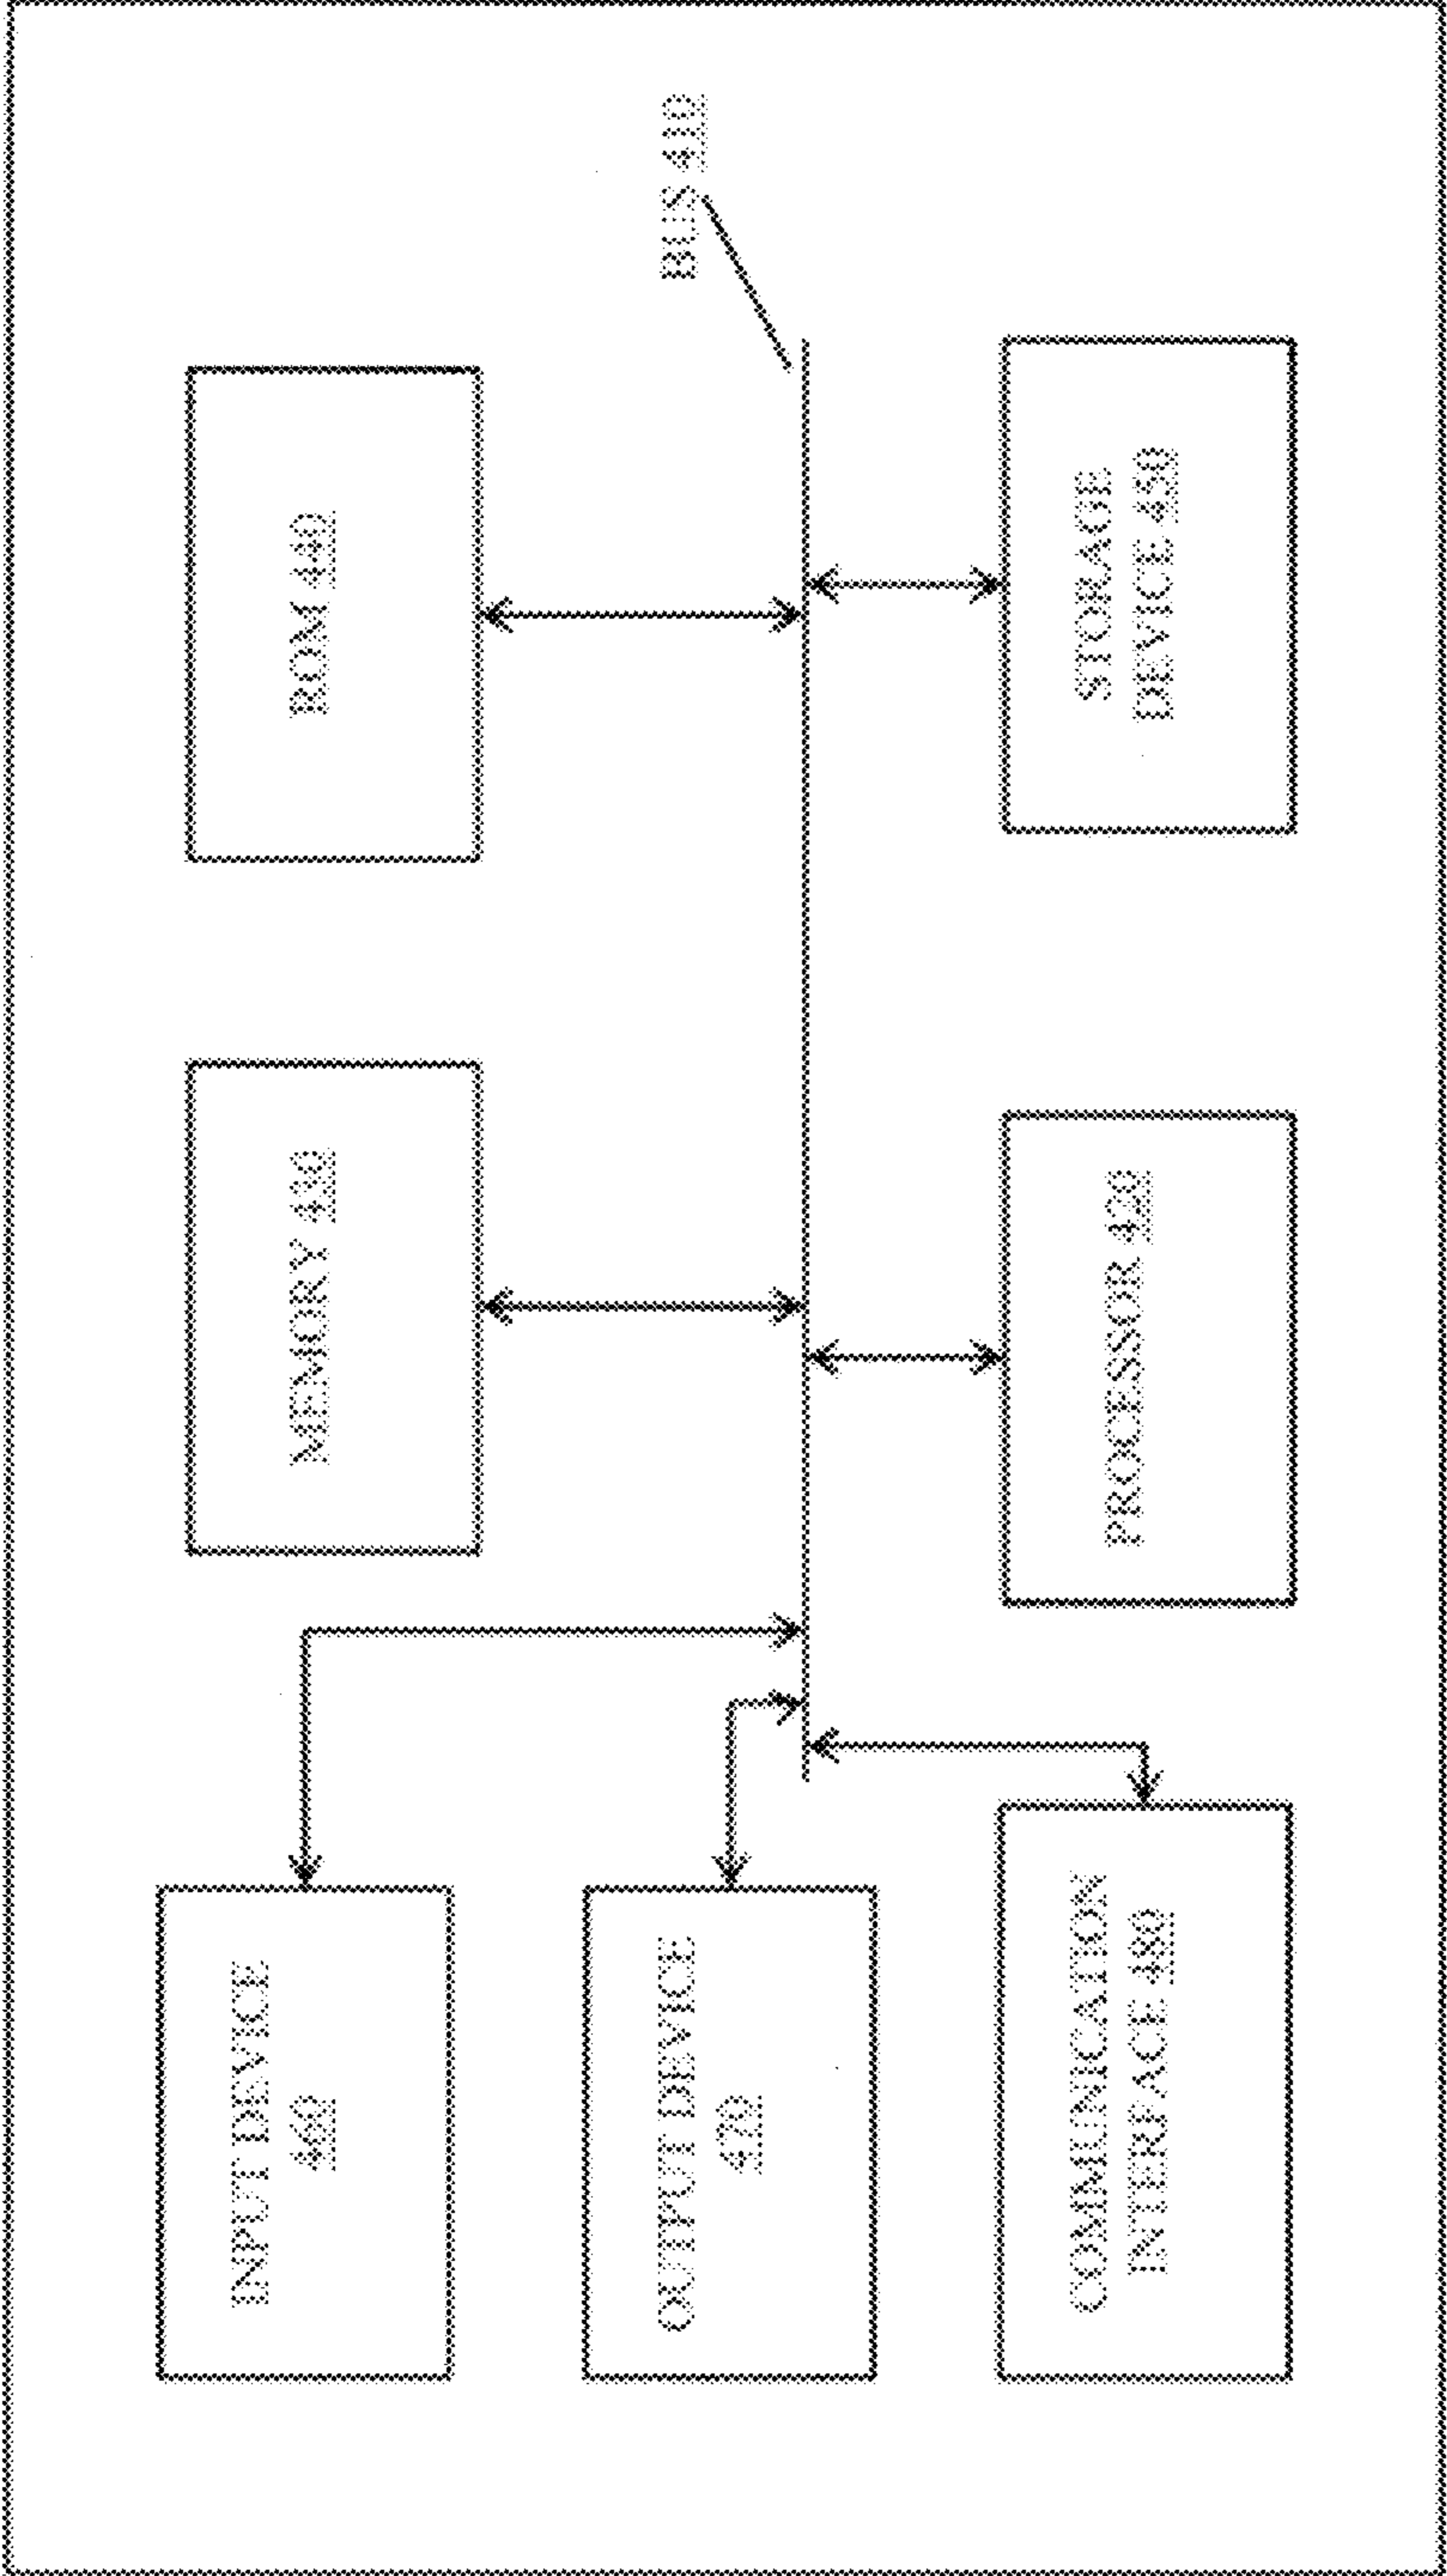 INPUT DEVICE
460
MEMORY 430
ROM 440
BUS 410
OUTPUT DEVICE
470
COMMUNICATION
INTERFACE 480
PROCESSOR 420
STORAGE
DEVICE 450